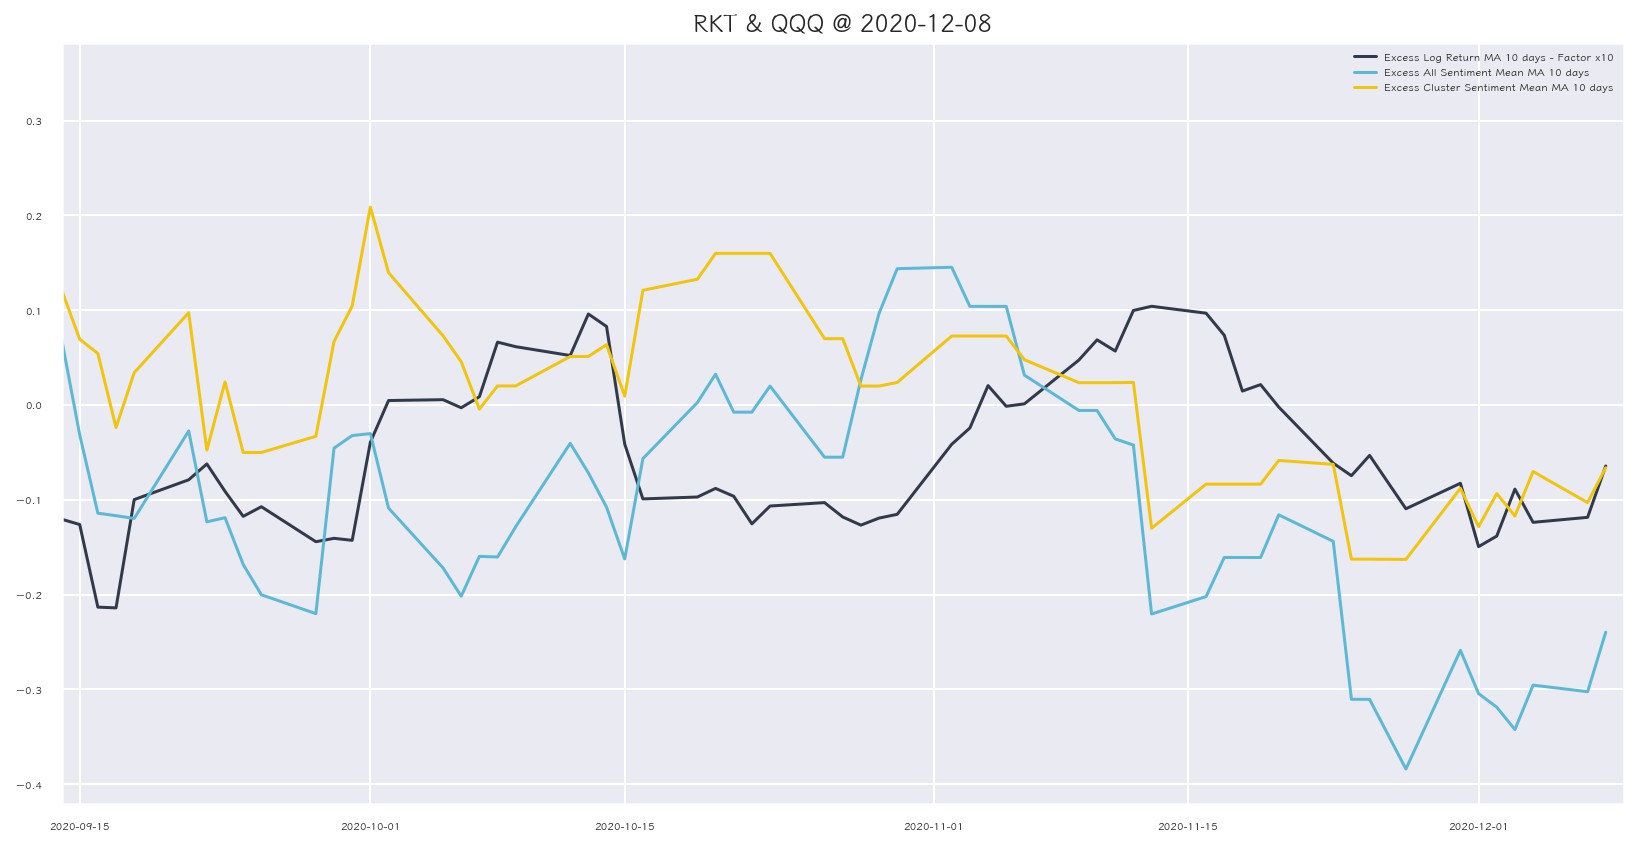 RKT & QQQ @ 2020-12-08
Excess Log Return MA 10 days - Factor x10
Excess All Sentiment Mean MA 10 days
Excess Cluster Sentiment Mean MA 10 days
0.3
0.2
0.1
0.0
−0.1
−0.2
−0.3
−0.4
2020-09-15 2020-10-01 2020-10-15 2020-11-01 2020-11-15 2020-12-01